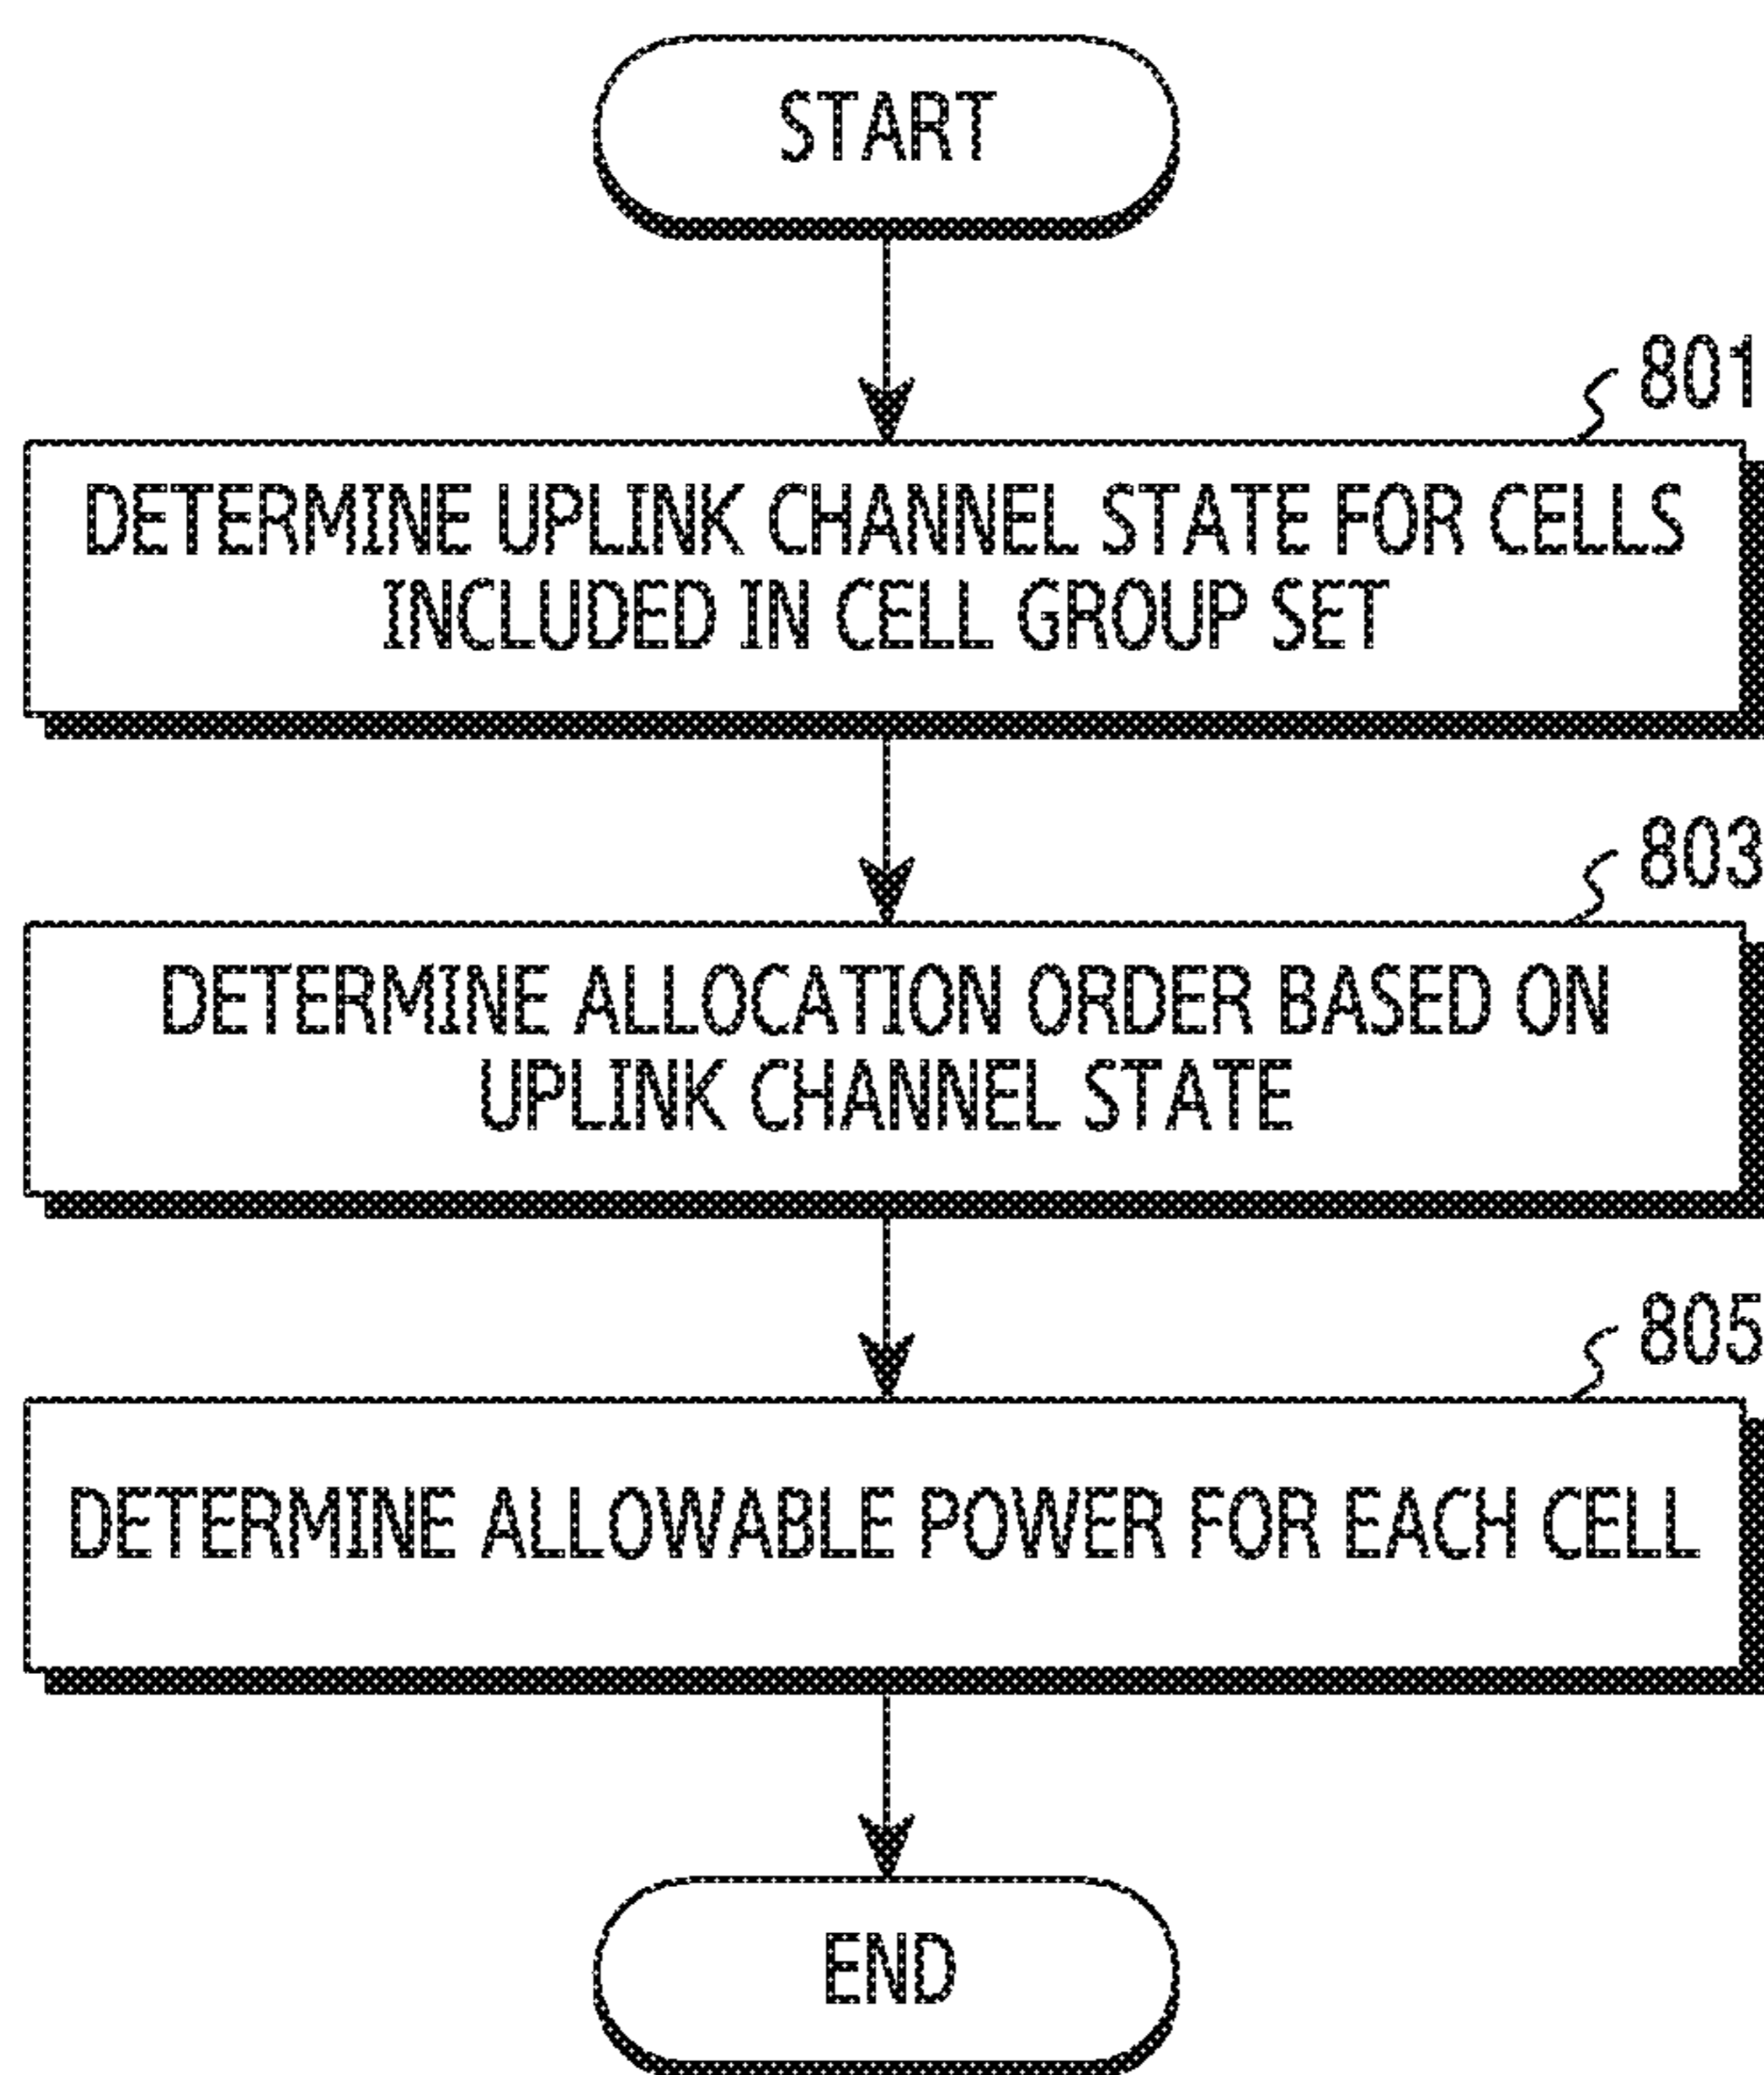 START
801
DETERMINE UPLINK CHANNEL STATE FOR CELLS
INCLUDED IN CELL GROUP SET
803
DETERMINE ALLOCATION ORDER BASED ON
UPLINK CHANNEL STATE
805
DETERMINE ALLOWABLE POWER FOR EACH CELL
END